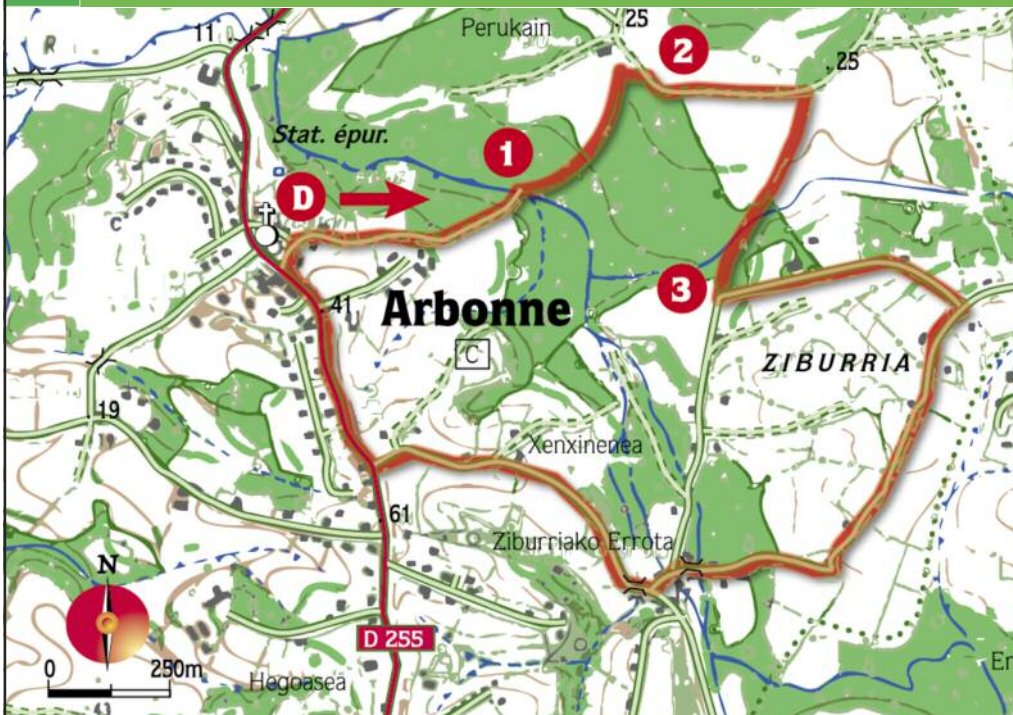 11
Perukain
25
2
25
R
Stat. épur.
1
D
41
Arbonne
C
3
ZIBURRIA
19
Xenxinenea
61
Ziburriako Errota
N
D 255
0 250m
Hegoasea
43